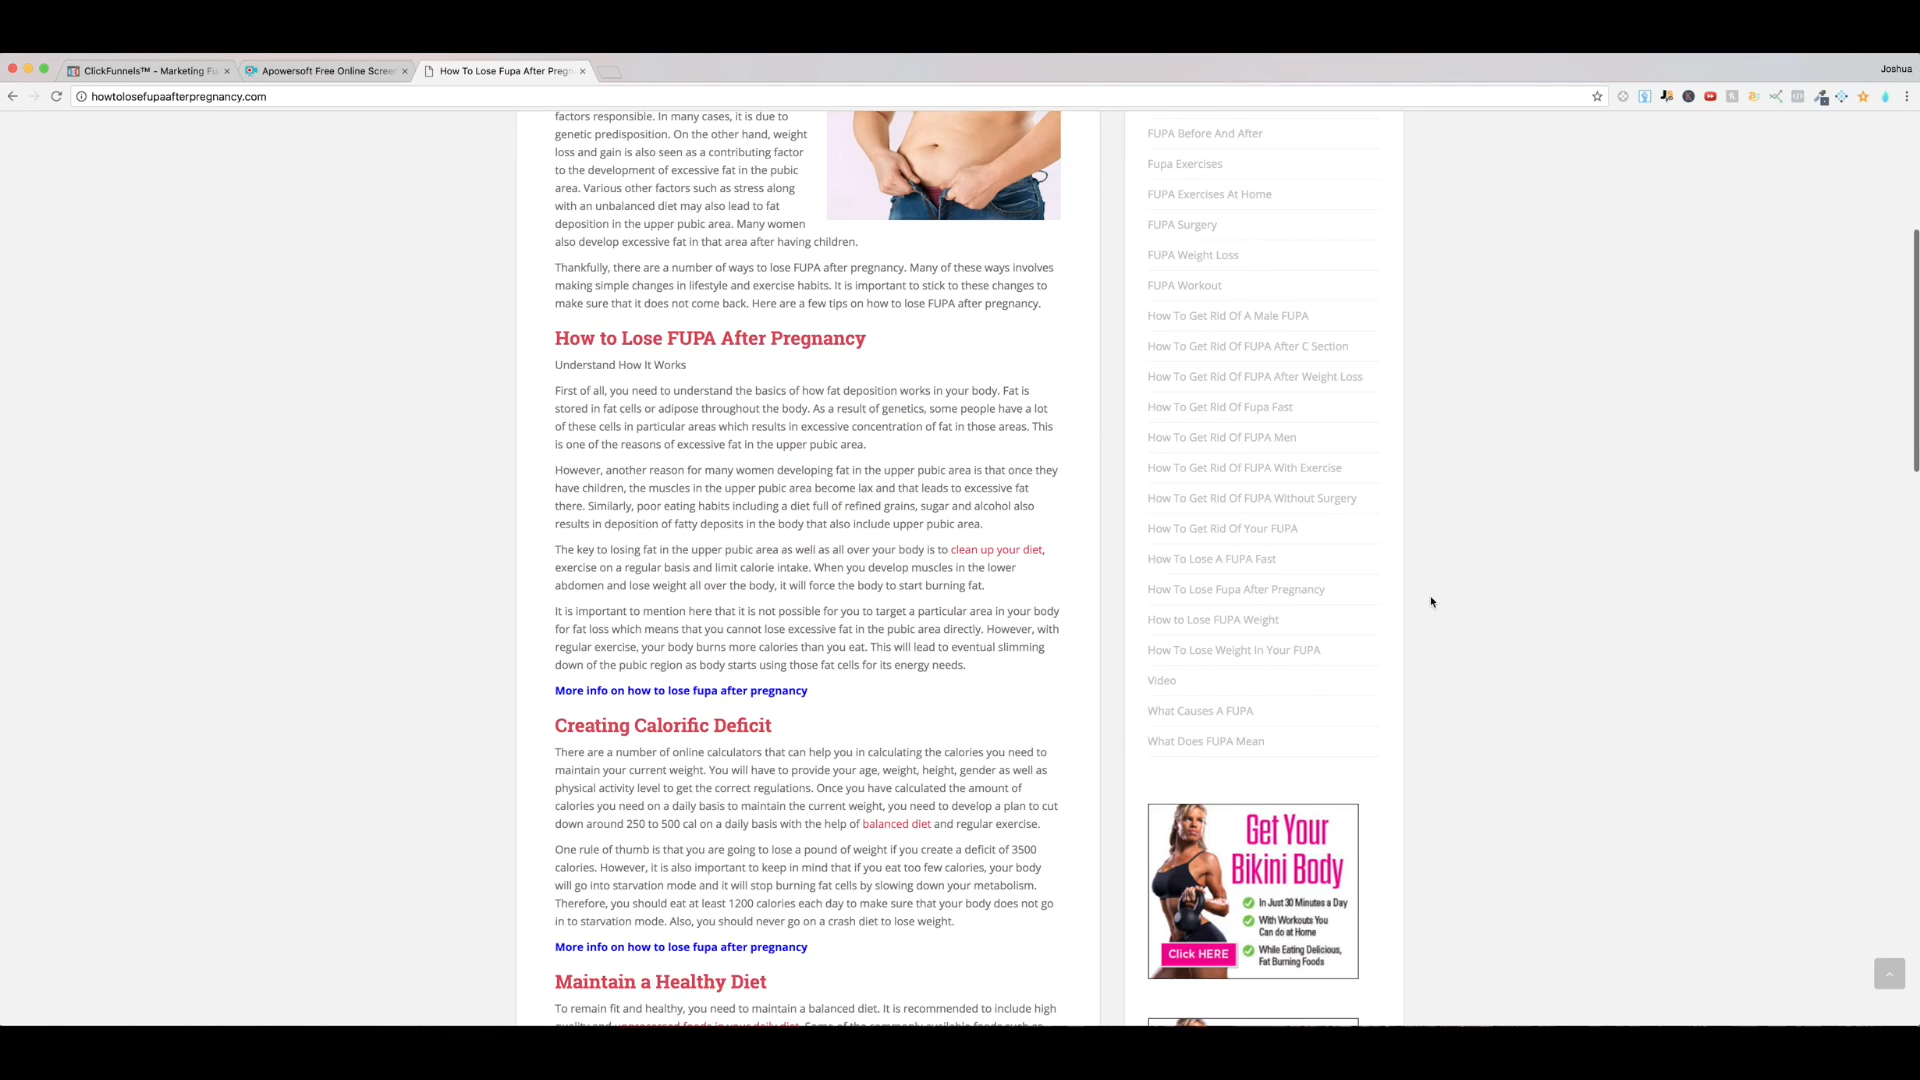 ClickFunnels™ - Marketing Fu
Apowersoft Free Online Scree
How To Lose Fupa After Pregn
Joshua
howtolosefupaafterpregnancy.com
factors responsible. In many cases, it is due to
genetic predisposition. On the other hand, weight
loss and gain is also seen as a contributing factor
to the development of excessive fat in the pubic
area. Various other factors such as stress along
with an unbalanced diet may also lead to fat
deposition in the upper pubic area. Many women
also develop excessive fat in that area after having children.
Thankfully, there are a number of ways to lose FUPA after pregnancy. Many of these ways involves
making simple changes in lifestyle and exercise habits. It is important to stick to these changes to
make sure that it does not come back. Here are a few tips on how to lose FUPA after pregnancy.
How to Lose FUPA After Pregnancy
Understand How It Works
First of all, you need to understand the basics of how fat deposition works in your body. Fat is
stored in fat cells or adipose throughout the body. As a result of genetics, some people have a lot
of these cells in particular areas which results in excessive concentration of fat in those areas. This
is one of the reasons of excessive fat in the upper pubic area.
However, another reason for many women developing fat in the upper pubic area is that once they
have children, the muscles in the upper pubic area become lax and that leads to excessive fat
there. Similarly, poor eating habits including a diet full of refined grains, sugar and alcohol also
results in deposition of fatty deposits in the body that also include upper pubic area.
The key to losing fat in the upper pubic area as well as all over your body is to clean up your diet,
exercise on a regular basis and limit calorie intake. When you develop muscles in the lower
abdomen and lose weight all over the body, it will force the body to start burning fat.
It is important to mention here that it is not possible for you to target a particular area in your body
for fat loss which means that you cannot lose excessive fat in the pubic area directly. However, with
regular exercise, your body burns more calories than you eat. This will lead to eventual slimming
down of the pubic region as body starts using those fat cells for its energy needs.
More info on how to lose fupa after pregnancy
Creating Calorific Deficit
There are a number of online calculators that can help you in calculating the calories you need to
maintain your current weight. You will have to provide your age, weight, height, gender as well as
physical activity level to get the correct regulations. Once you have calculated the amount of
calories you need on a daily basis to maintain the current weight, you need to develop a plan to cut
down around 250 to 500 cal on a daily basis with the help of balanced diet and regular exercise.
One rule of thumb is that you are going to lose a pound of weight if you create a deficit of 3500
calories. However, it is also important to keep in mind that if you eat too few calories, your body
will go into starvation mode and it will stop burning fat cells by slowing down your metabolism.
Therefore, you should eat at least 1200 calories each day to make sure that your body does not go
in to starvation mode. Also, you should never go on a crash diet to lose weight.
More info on how to lose fupa after pregnancy
Maintain a Healthy Diet
To remain fit and healthy, you need to maintain a balanced diet. It is recommended to include high
FUPA Before And After
Fupa Exercises
FUPA Exercises At Home
FUPA Surgery
FUPA Weight Loss
FUPA Workout
How To Get Rid Of A Male FUPA
How To Get Rid Of FUPA After C Section
How To Get Rid Of FUPA After Weight Loss
How To Get Rid Of Fupa Fast
How To Get Rid Of FUPA Men
How To Get Rid Of FUPA With Exercise
How To Get Rid Of FUPA Without Surgery
How To Get Rid Of Your FUPA
How To Lose A FUPA Fast
How To Lose Fupa After Pregnancy
How to Lose FUPA Weight
How To Lose Weight In Your FUPA
Video
What Causes A FUPA
What Does FUPA Mean
Get Your
Bikini Body
In Just 30 Minutes a Day
With Workouts You
Can do at Home
While Eating Delicious,
Fat Burning Foods
Click HERE